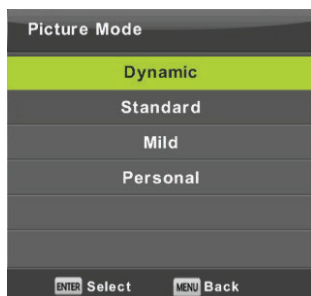 Picture Mode
Dynamic
Standard
Mild
Personal
ENTER Select MENU Back